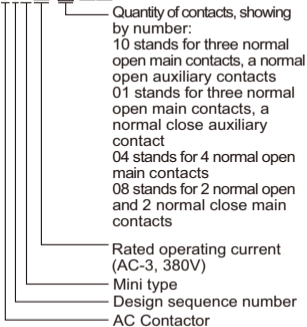 Quantity of contacts, showing
by number:
10 stands for three normal
open main contacts, a normal
open auxiliary contacts
01 stands for three normal
open main contacts, a
normal close auxiliary
contact
04 stands for 4 normal open
main contacts
08 stands for 2 normal open
and 2 normal close main
contacts
Rated operating current
(AC-3, 380V)
Mini type
Design sequence number
AC Contactor